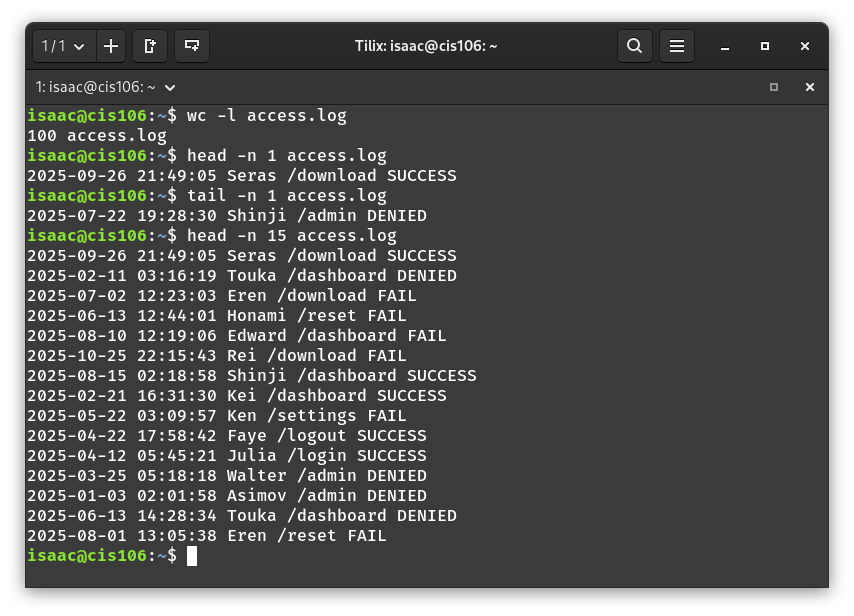 1 / 1
Tilix: isaac@cis106: ~
1: isaac@cis106: ~
isaac@cis106:~$ wc -l access.log
100 access.log
isaac@cis106:~$ head -n 1 access.log
2025-09-26 21:49:05 Seras /download SUCCESS
isaac@cis106:~$ tail -n 1 access.log
2025-07-22 19:28:30 Shinji /admin DENIED
isaac@cis106:~$ head -n 15 access.log
2025-09-26 21:49:05 Seras /download SUCCESS
2025-02-11 03:16:19 Touka /dashboard DENIED
2025-07-02 12:23:03 Eren /download FAIL
2025-06-13 12:44:01 Honami /reset FAIL
2025-08-10 12:19:06 Edward /dashboard FAIL
2025-10-25 22:15:43 Rei /download FAIL
2025-08-15 02:18:58 Shinji /dashboard SUCCESS
2025-02-21 16:31:30 Kei /dashboard SUCCESS
2025-05-22 03:09:57 Ken /settings FAIL
2025-04-22 17:58:42 Faye /logout SUCCESS
2025-04-12 05:45:21 Julia /login SUCCESS
2025-03-25 05:18:18 Walter /admin DENIED
2025-01-03 02:01:58 Asimov /admin DENIED
2025-06-13 14:28:34 Touka /dashboard DENIED
2025-08-01 13:05:38 Eren /reset FAIL
isaac@cis106:~$